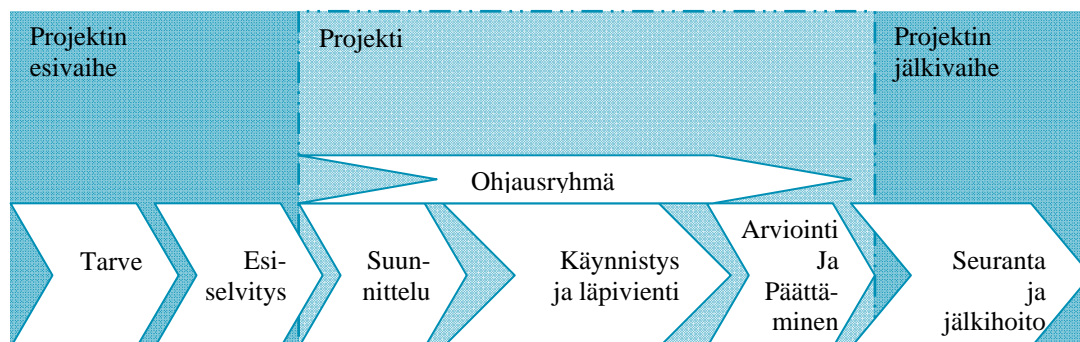 Projektin
esivaihe
Projekti
Projektin
jälkivaihe
Ohjausryhmä
Tarve
Esi-
selvitys
Suun-
nittelu
Käynnistys
ja läpivienti
Arviointi
Ja
Päättä-
minen
Seuranta
ja
jälkihoito